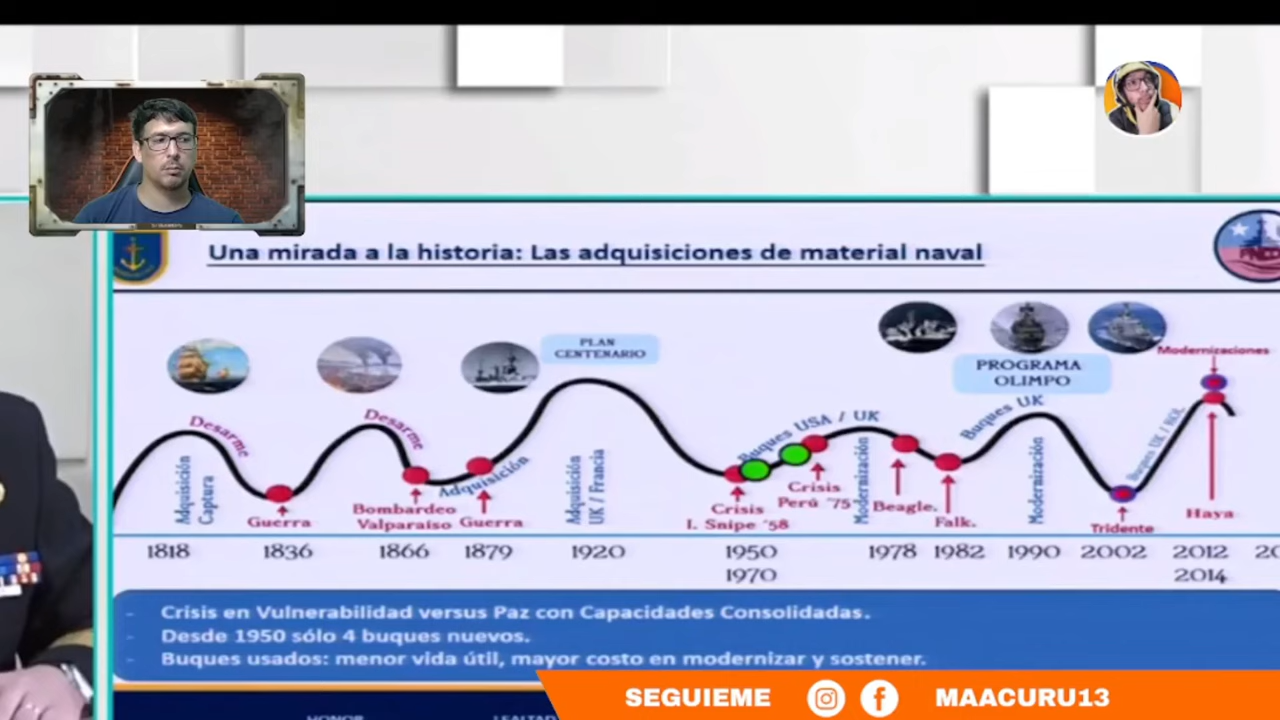 Una mirada a la historia: Las adquisiciones de material naval
PLAN
CENTENARIO
PROGRAMA
OLIMPO
Modernizaciones
Desarme
Desarme
Buques USA / UK
Buques UK
Buques UK / HOL
Adquisición
Captura
Adquisición
Adquisición
UK / Francia
Modernización
Modernización
Guerra
Bombardeo
Valparaíso
Guerra
Crisis
I. Snipe ´58
Crisis
Perú ´75
Beagle.
Falk.
Tridente
Haya
1818
1836
1866
1879
1920
1950
1970
1978
1982
1990
2002
2012
2014
- Crisis en Vulnerabilidad versus Paz con Capacidades Consolidadas.
- Desde 1950 sólo 4 buques nuevos.
- Buques usados: menor vida útil, mayor costo en modernizar y sostener.
HONOR
LEALTAD
SEGUIEME
MAACURU13